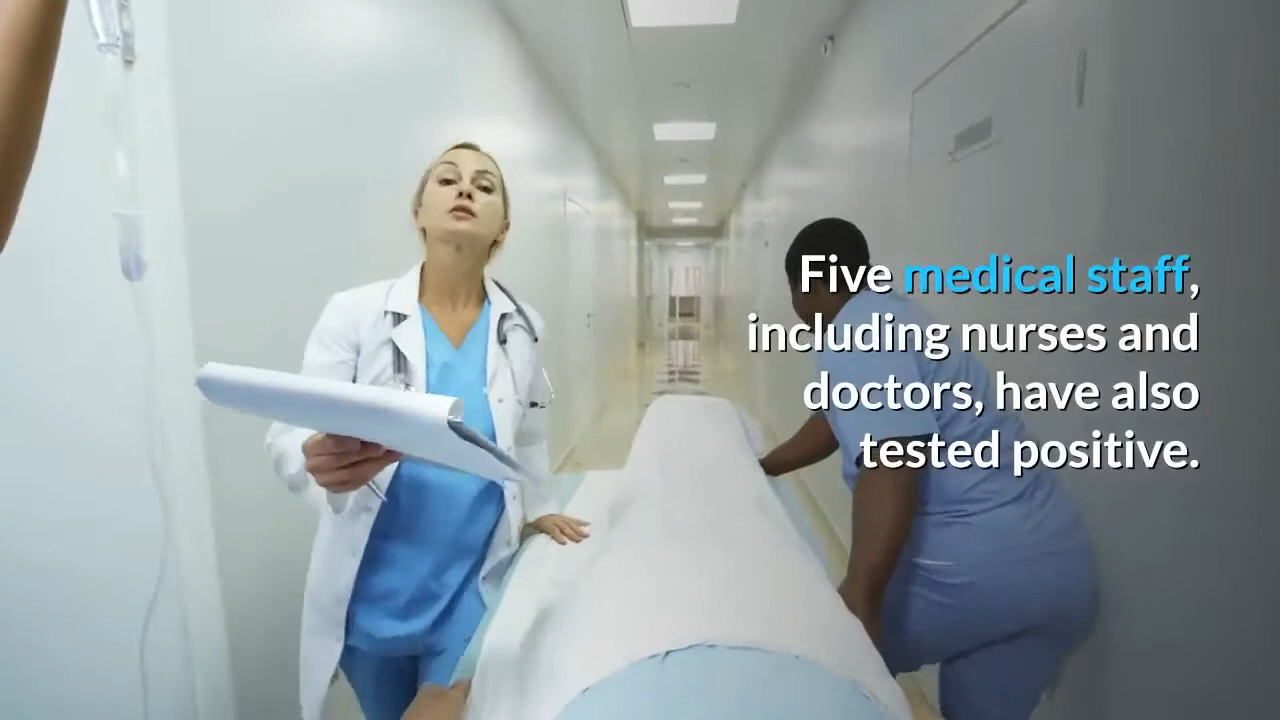 Five medical staff,
including nurses and
doctors, have also
tested positive.